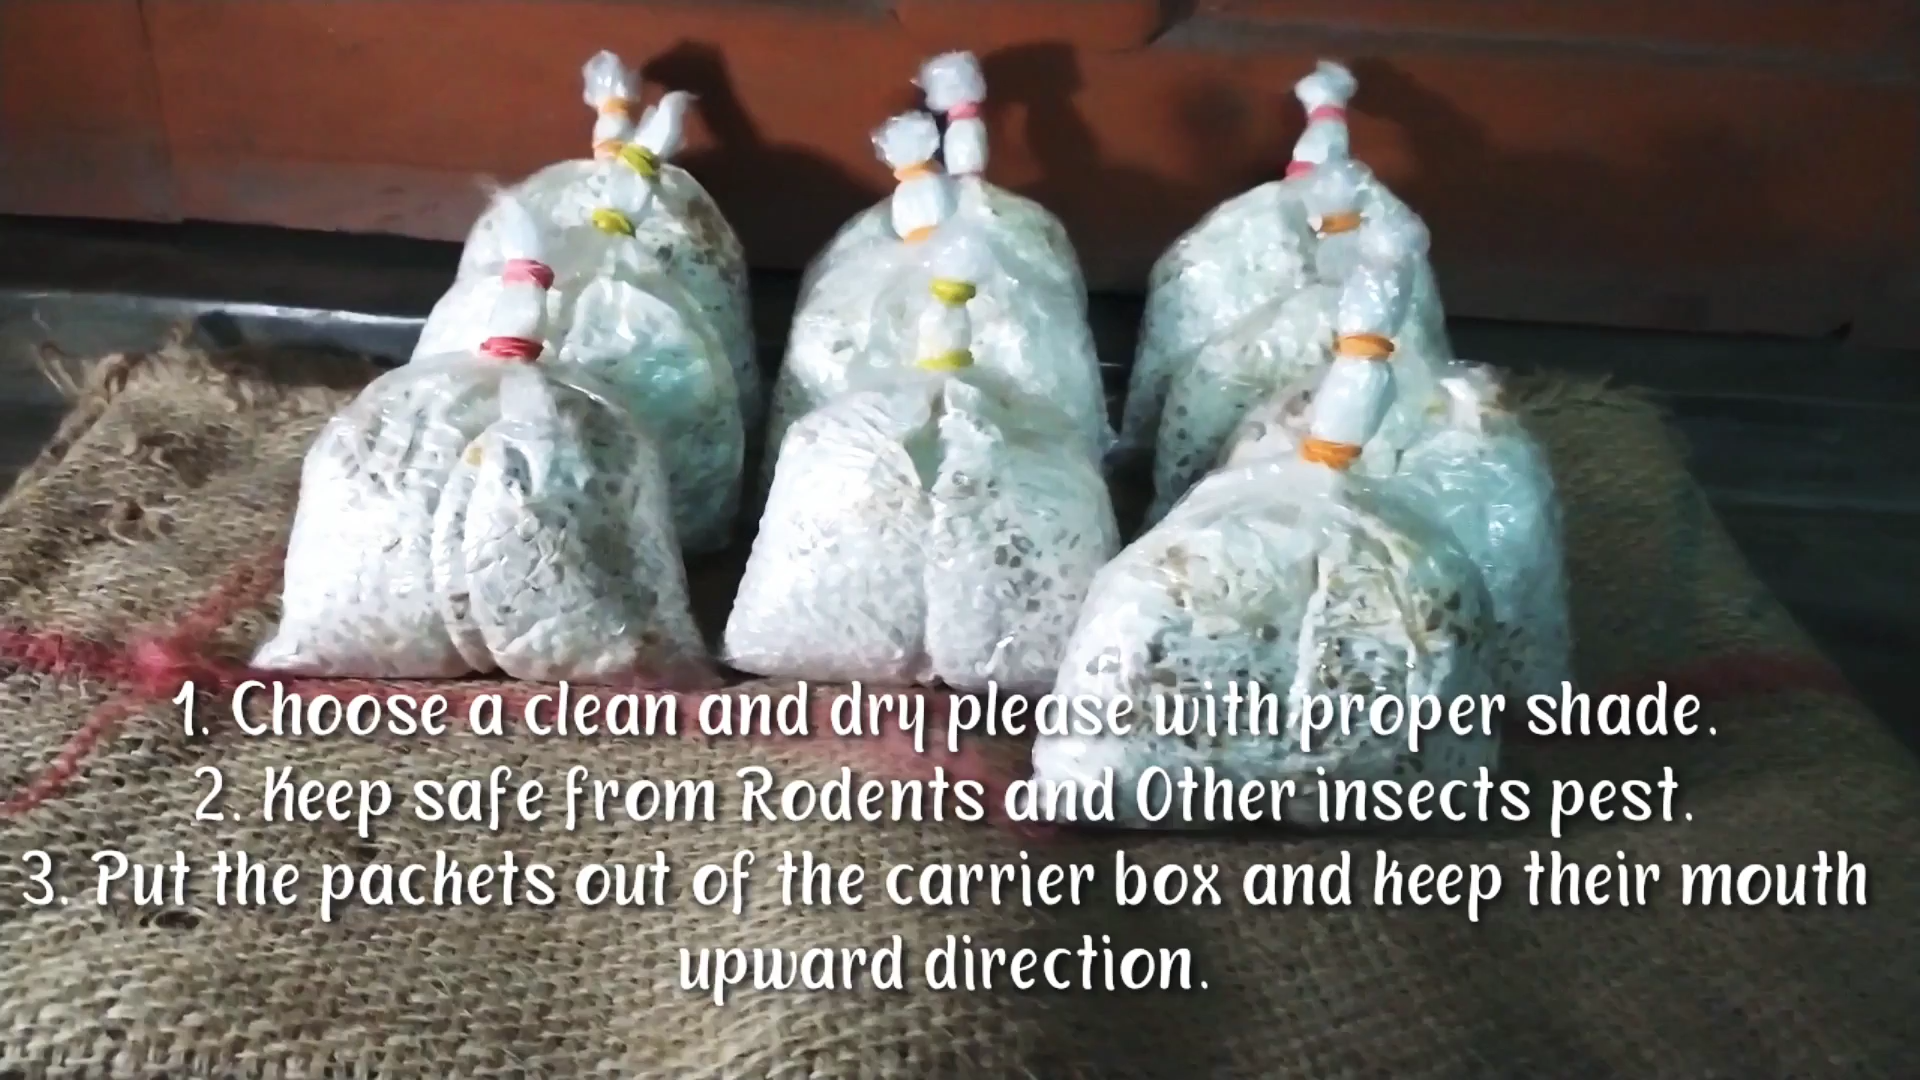 1. Choose a clean and dry please with proper shade.
2. Keep safe from Rodents and Other insects pest.
3. Put the packets out of the carrier box and keep their mouth
upward direction.